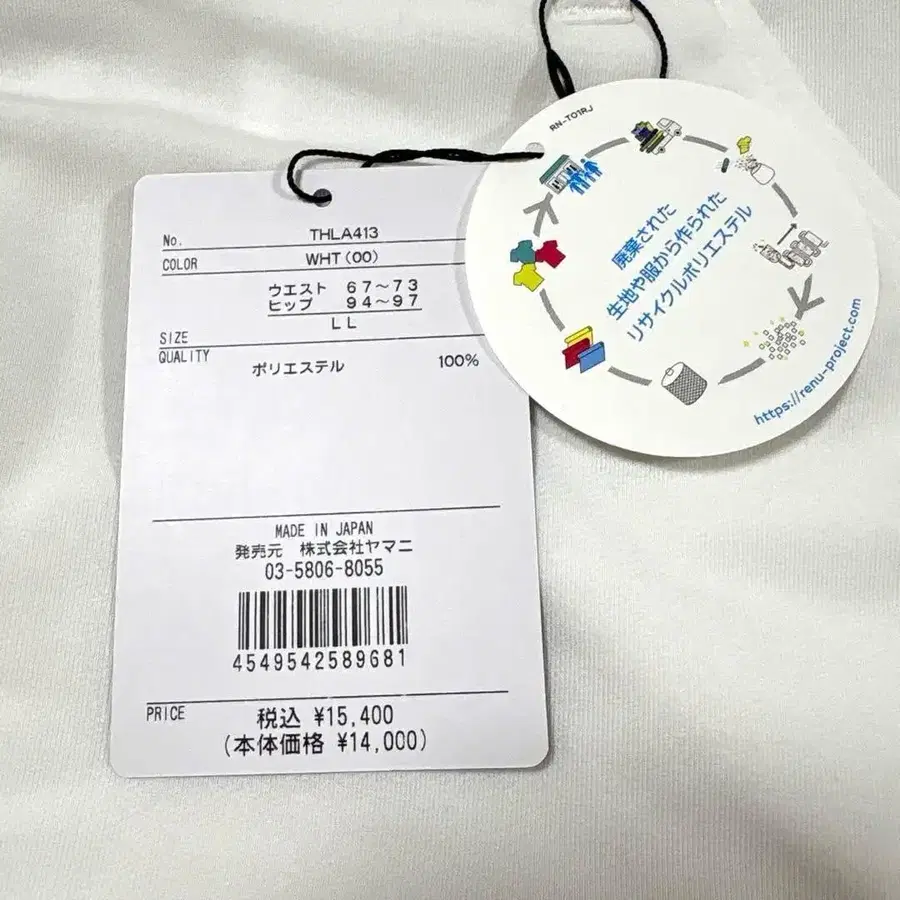 No. THLA413
COLOR WHT(00)
ウエスト 67～73
ヒップ 94～97
LL
SIZE
QUALITY
ポリエステル 100%
MADE IN JAPAN
発売元 株式会社ヤマニ
03-5806-8055
4549542589681
PRICE 税込 ¥15,400
(本体価格 ¥14,000)
RN-T01RJ
廃棄された
生地や服から作られた
リサイクルポリエステル
https://renu-project.com